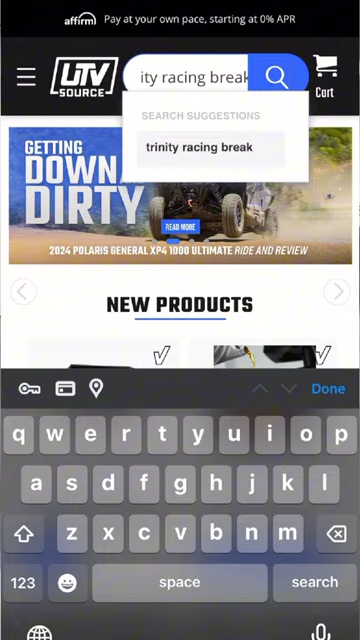 affirm Pay at your own pace, starting at 0% APR
UTV
SOURCE
ity racing break
Cart
SEARCH SUGGESTIONS
trinity racing break
GETTING
DOWN
DIRTY
READ MORE
2024 POLARIS GENERAL XP4 1000 ULTIMATE RIDE AND REVIEW
NEW PRODUCTS
Done
q w e r t y u i o p
a s d f g h j k l
z x c v b n m
123 space search